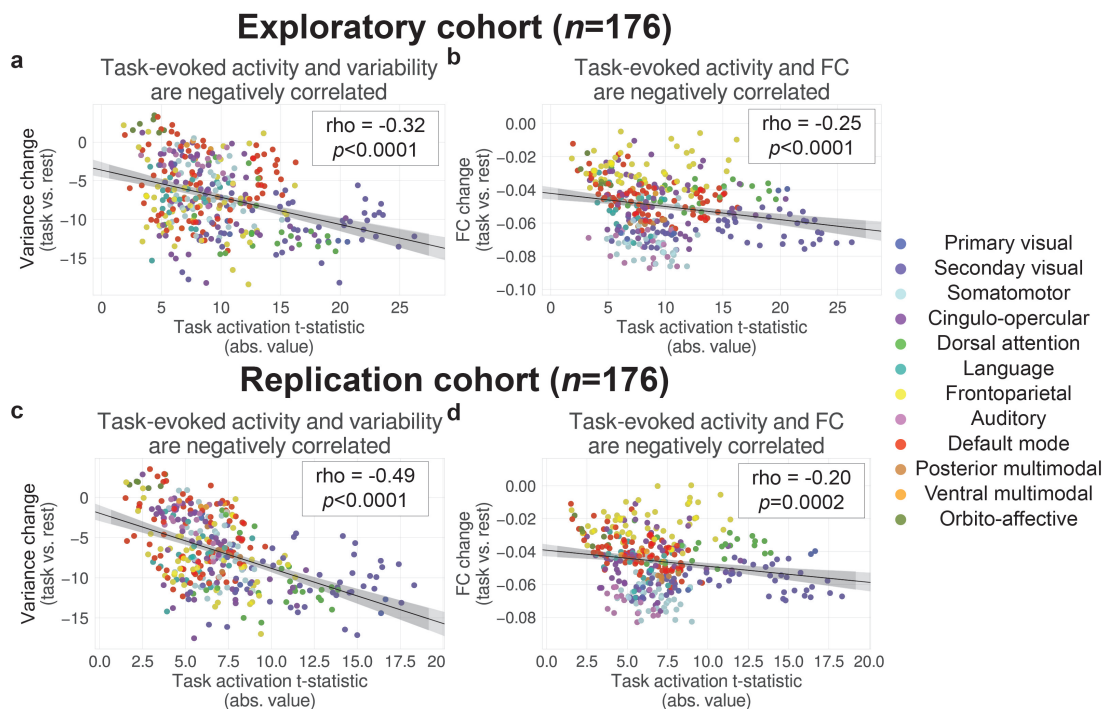 Exploratory cohort (n=176)
a
Task-evoked activity and variability
are negatively correlated
rho = -0.32
p<0.0001
Variance change
(task vs. rest)
0
−5
−10
−15
0 5 10 15 20 25
Task activation t-statistic
(abs. value)
b
Task-evoked activity and FC
are negatively correlated
rho = -0.25
p<0.0001
FC change
(task vs. rest)
0.00
−0.02
−0.04
−0.06
−0.08
−0.10
0 5 10 15 20 25
Task activation t-statistic
(abs. value)
Replication cohort (n=176)
c
Task-evoked activity and variability
are negatively correlated
rho = -0.49
p<0.0001
Variance change
(task vs. rest)
0
−5
−10
−15
0.0 2.5 5.0 7.5 10.0 12.5 15.0 17.5 20
Task activation t-statistic
(abs. value)
d
Task-evoked activity and FC
are negatively correlated
rho = -0.20
p=0.0002
FC change
(task vs. rest)
0.00
−0.02
−0.04
−0.06
−0.08
0.0 2.5 5.0 7.5 10.0 12.5 15.0 17.5 20.0
Task activation t-statistic
(abs. value)
Primary visual
Seconday visual
Somatomotor
Cingulo-opercular
Dorsal attention
Language
Frontoparietal
Auditory
Default mode
Posterior multimodal
Ventral multimodal
Orbito-affective